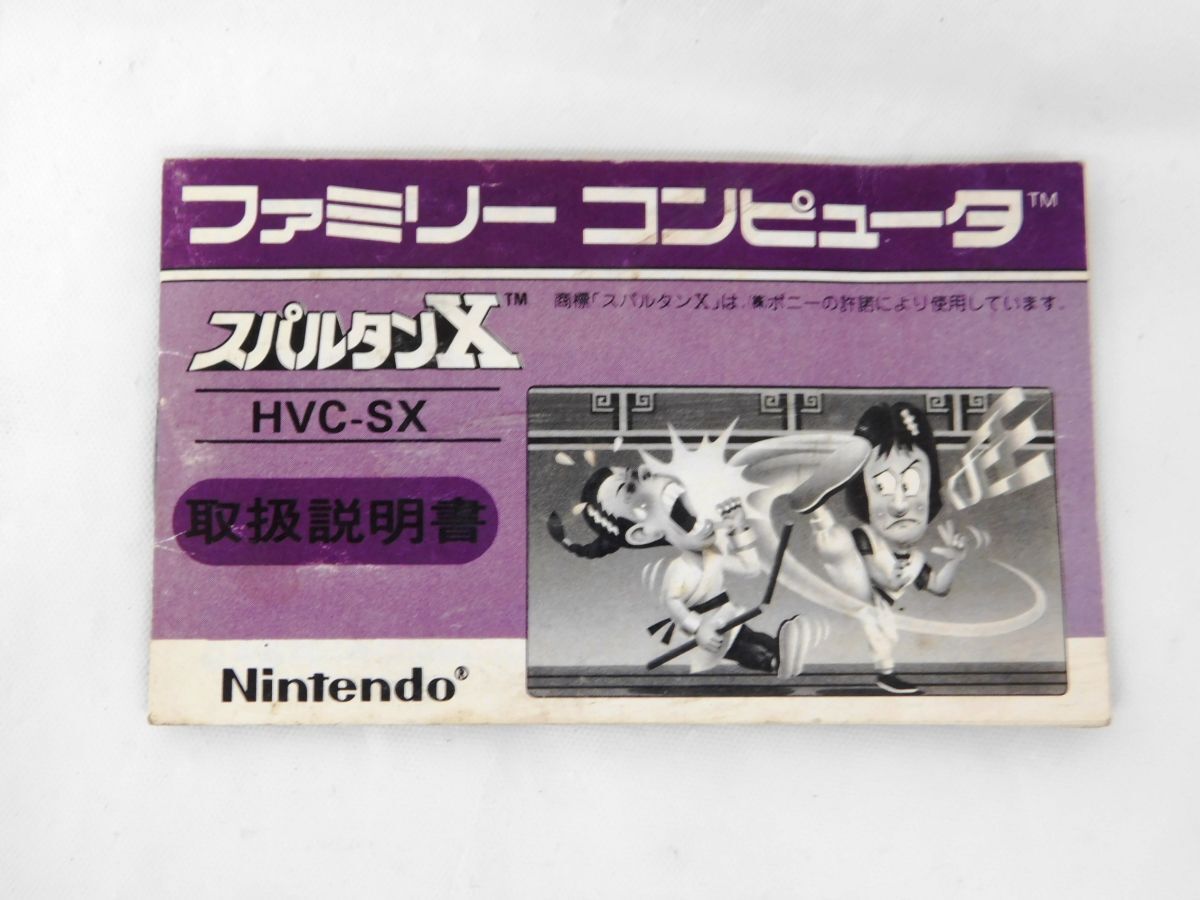 ファミリー コンピュータ™
スパルタンX™
商標「スパルタンX」は、㈱ポニーの許諾により使用しています。
HVC-SX
取扱説明書
Nintendo®